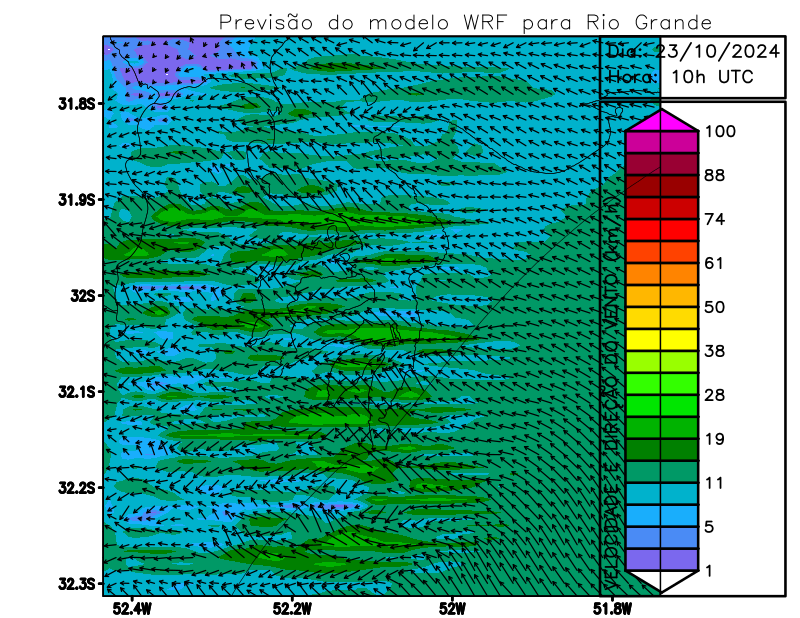 Previsão do modelo WRF para Rio Grande
Dia: 23/10/2024
Hora: 10h UTC
31.8S
31.9S
32S
32.1S
32.2S
32.3S
52.4W
52.2W
52W
51.8W
VELOCIDADE E DIREÇÃO DO VENTO (km/h)
100
88
74
61
50
38
28
19
11
5
1